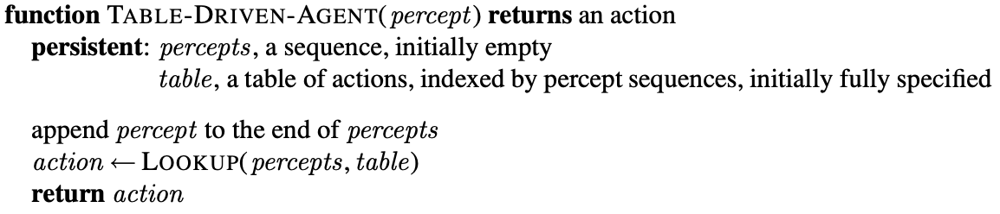 function TABLE-DRIVEN-AGENT(percept) returns an action
persistent: percepts, a sequence, initially empty
table, a table of actions, indexed by percept sequences, initially fully specified
append percept to the end of percepts
action ← LOOKUP(percepts, table)
return action